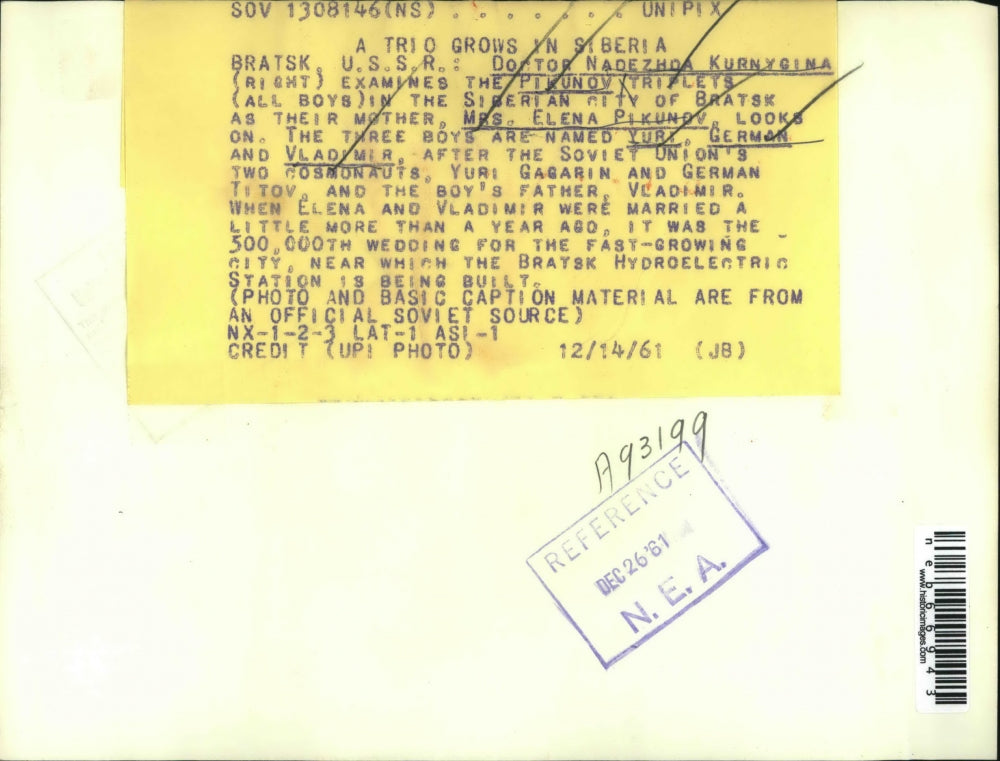 SOV 1308146(NS) . . . . . . . UNIPIX
A TRIO GROWS IN SIBERIA
BRATSK, U.S.S.R.: DOCTOR NADEZHDA KURNYGINA
(RIGHT) EXAMINES THE PIKUNOV TRIPLETS
(ALL BOYS)IN THE SIBERIAN CITY OF BRATSK
AS THEIR MOTHER, MRS. ELENA PIKUNOV, LOOKS
ON. THE THREE BOYS ARE NAMED YURI, GERMAN
AND VLADIMIR, AFTER THE SOVIET UNION'S
TWO COSMONAUTS, YURI GAGARIN AND GERMAN
TITOV, AND THE BOY'S FATHER, VLADIMIR.
WHEN ELENA AND VLADIMIR WERE MARRIED A
LITTLE MORE THAN A YEAR AGO, IT WAS THE
500,000TH WEDDING FOR THE FAST-GROWING
CITY, NEAR WHICH THE BRATSK HYDROELECTRIC
STATION IS BEING BUILT.
(PHOTO AND BASIC CAPTION MATERIAL ARE FROM
AN OFFICIAL SOVIET SOURCE)
NX-1-2-3 LAT-1 ASI-1
CREDIT (UPI PHOTO) 12/14/61 (JB)
A93199
REFERENCE
DEC 26 '61
N. E. A.
neb66943
www.historicimages.com